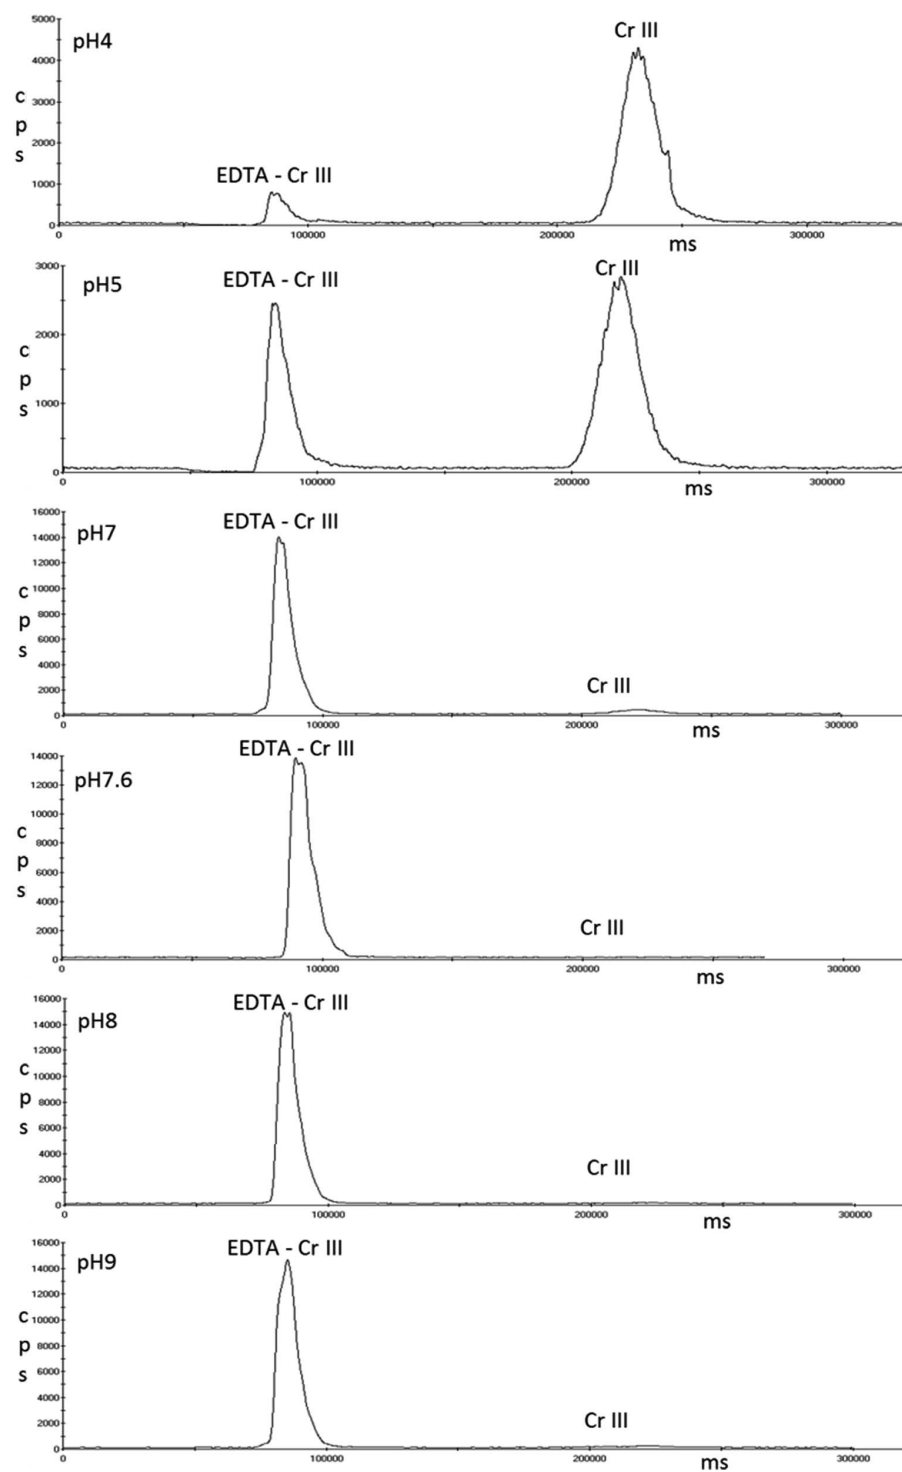 5000
pH4
Cr III
4000
c
p
s
3000
2000
EDTA - Cr III
1000
0
0
100000
200000
300000
ms
3000
pH5
EDTA - Cr III
Cr III
2000
c
p
s
1000
0
0
100000
200000
300000
ms
16000
pH7
EDTA - Cr III
14000
12000
c
p
s
10000
8000
6000
4000
Cr III
2000
0
0
100000
200000
300000
ms
EDTA - Cr III
14000
pH7.6
12000
10000
c
p
s
8000
6000
4000
Cr III
2000
0
0
100000
200000
300000
ms
16000
EDTA - Cr III
pH8
14000
12000
c
p
s
10000
8000
6000
4000
Cr III
2000
0
0
100000
200000
300000
ms
16000
EDTA - Cr III
pH9
14000
12000
c
p
s
10000
8000
6000
4000
Cr III
2000
0
0
100000
200000
300000
ms